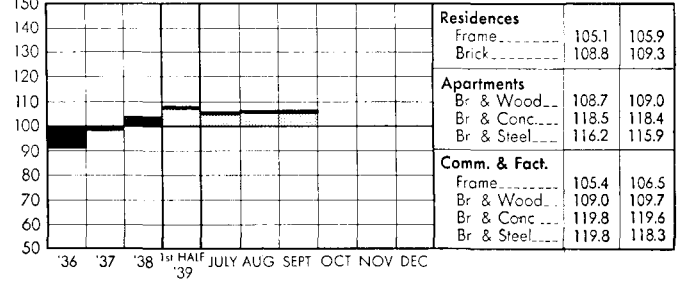 150
140
130
120
110
100
90
80
70
60
50
'36 '37 '38 1st HALF '39 JULY AUG SEPT OCT NOV DEC
Residences
Frame 105.1 105.9
Brick 108.8 109.3
Apartments
Br & Wood 108.7 109.0
Br & Conc. 118.5 118.4
Br & Steel 116.2 115.9
Comm. & Fact.
Frame 105.4 106.5
Br & Wood 109.0 109.7
Br & Conc 119.8 119.6
Br & Steel 119.8 118.3